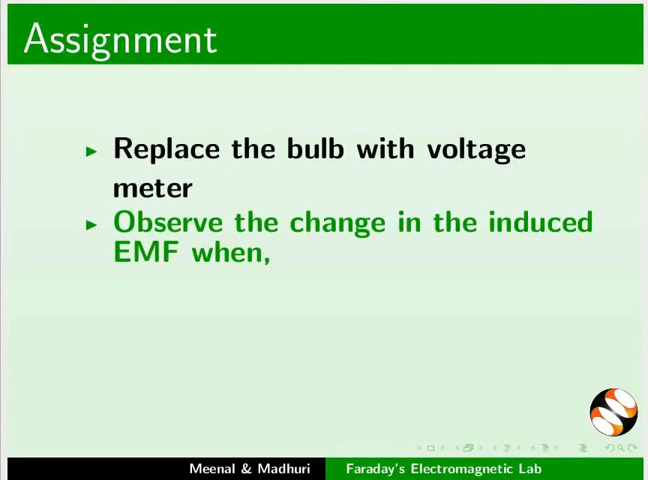 Assignment
Replace the bulb with voltage
meter
Observe the change in the induced
EMF when,
Meenal & Madhuri
Faraday's Electromagnetic Lab